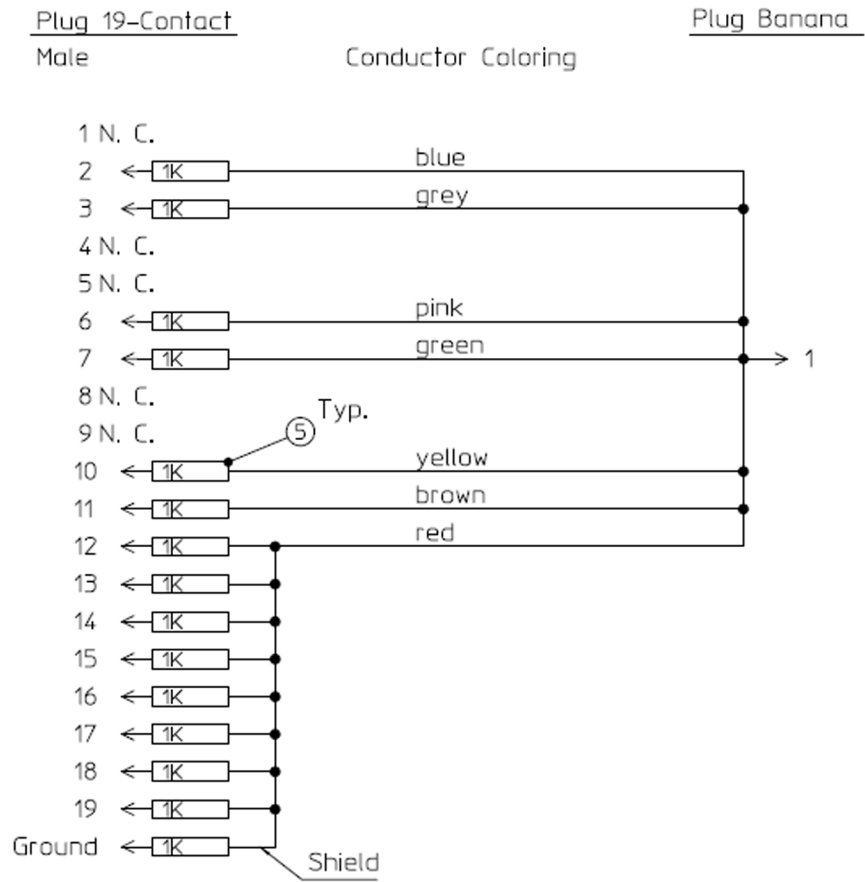 Plug 19-Contact
Plug Banana
Male
Conductor Coloring
1 N. C.
2 1K blue
3 1K grey
4 N. C.
5 N. C.
6 1K pink
7 1K green 1
8 N. C.
Typ.
9 N. C. 5
10 1K yellow
11 1K brown
12 1K red
13 1K
14 1K
15 1K
16 1K
17 1K
18 1K
19 1K
Ground 1K
Shield